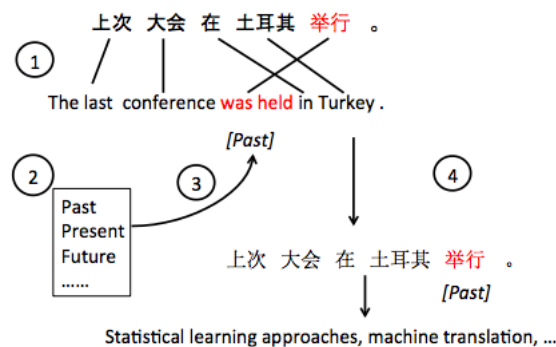 上次 大会 在 土耳其 举行 。
1
The last conference was held in Turkey .
[Past]
2
3
4
Past
Present
Future
......
上次 大会 在 土耳其 举行 。
[Past]
Statistical learning approaches, machine translation, ...